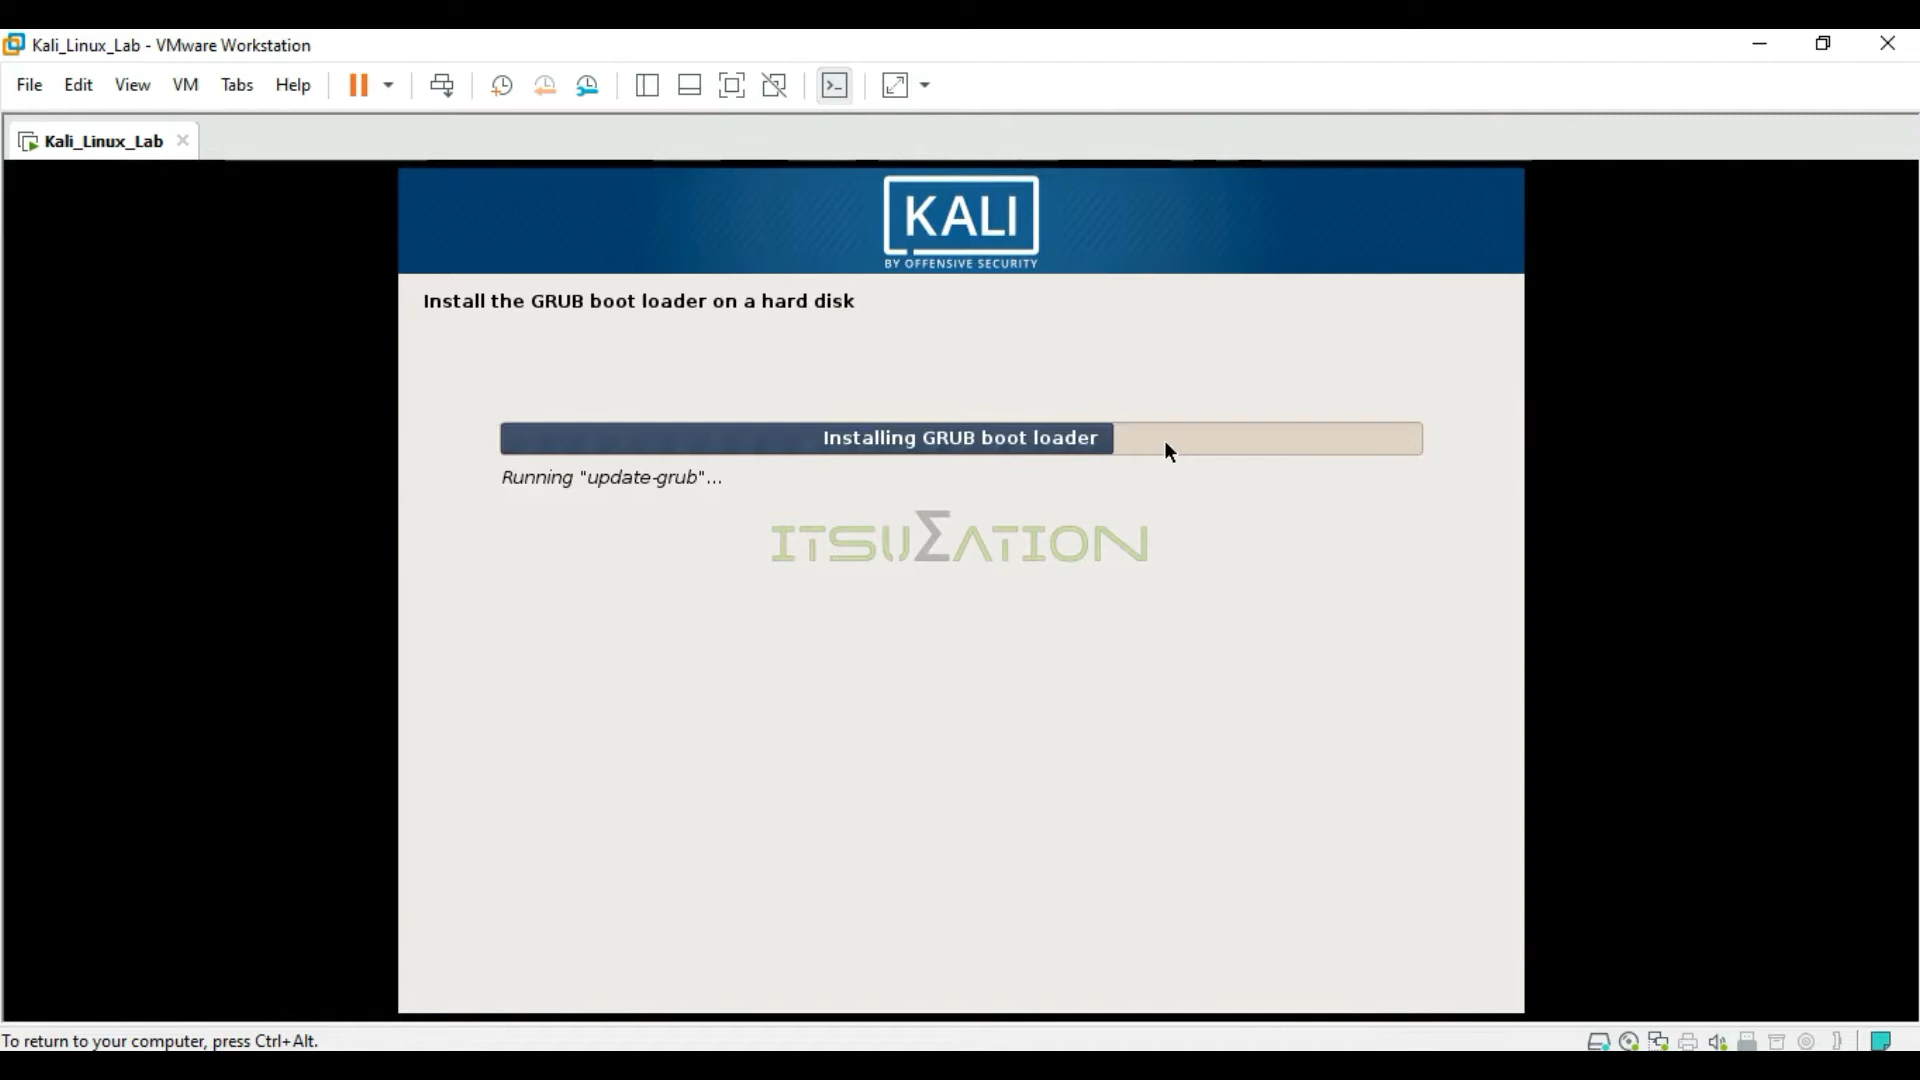 Kali_Linux_Lab - VMware Workstation
File Edit View VM Tabs Help
Kali_Linux_Lab
KALI
BY OFFENSIVE SECURITY
Install the GRUB boot loader on a hard disk
Installing GRUB boot loader
Running "update-grub"...
ITSUΣATION
To return to your computer, press Ctrl+Alt.